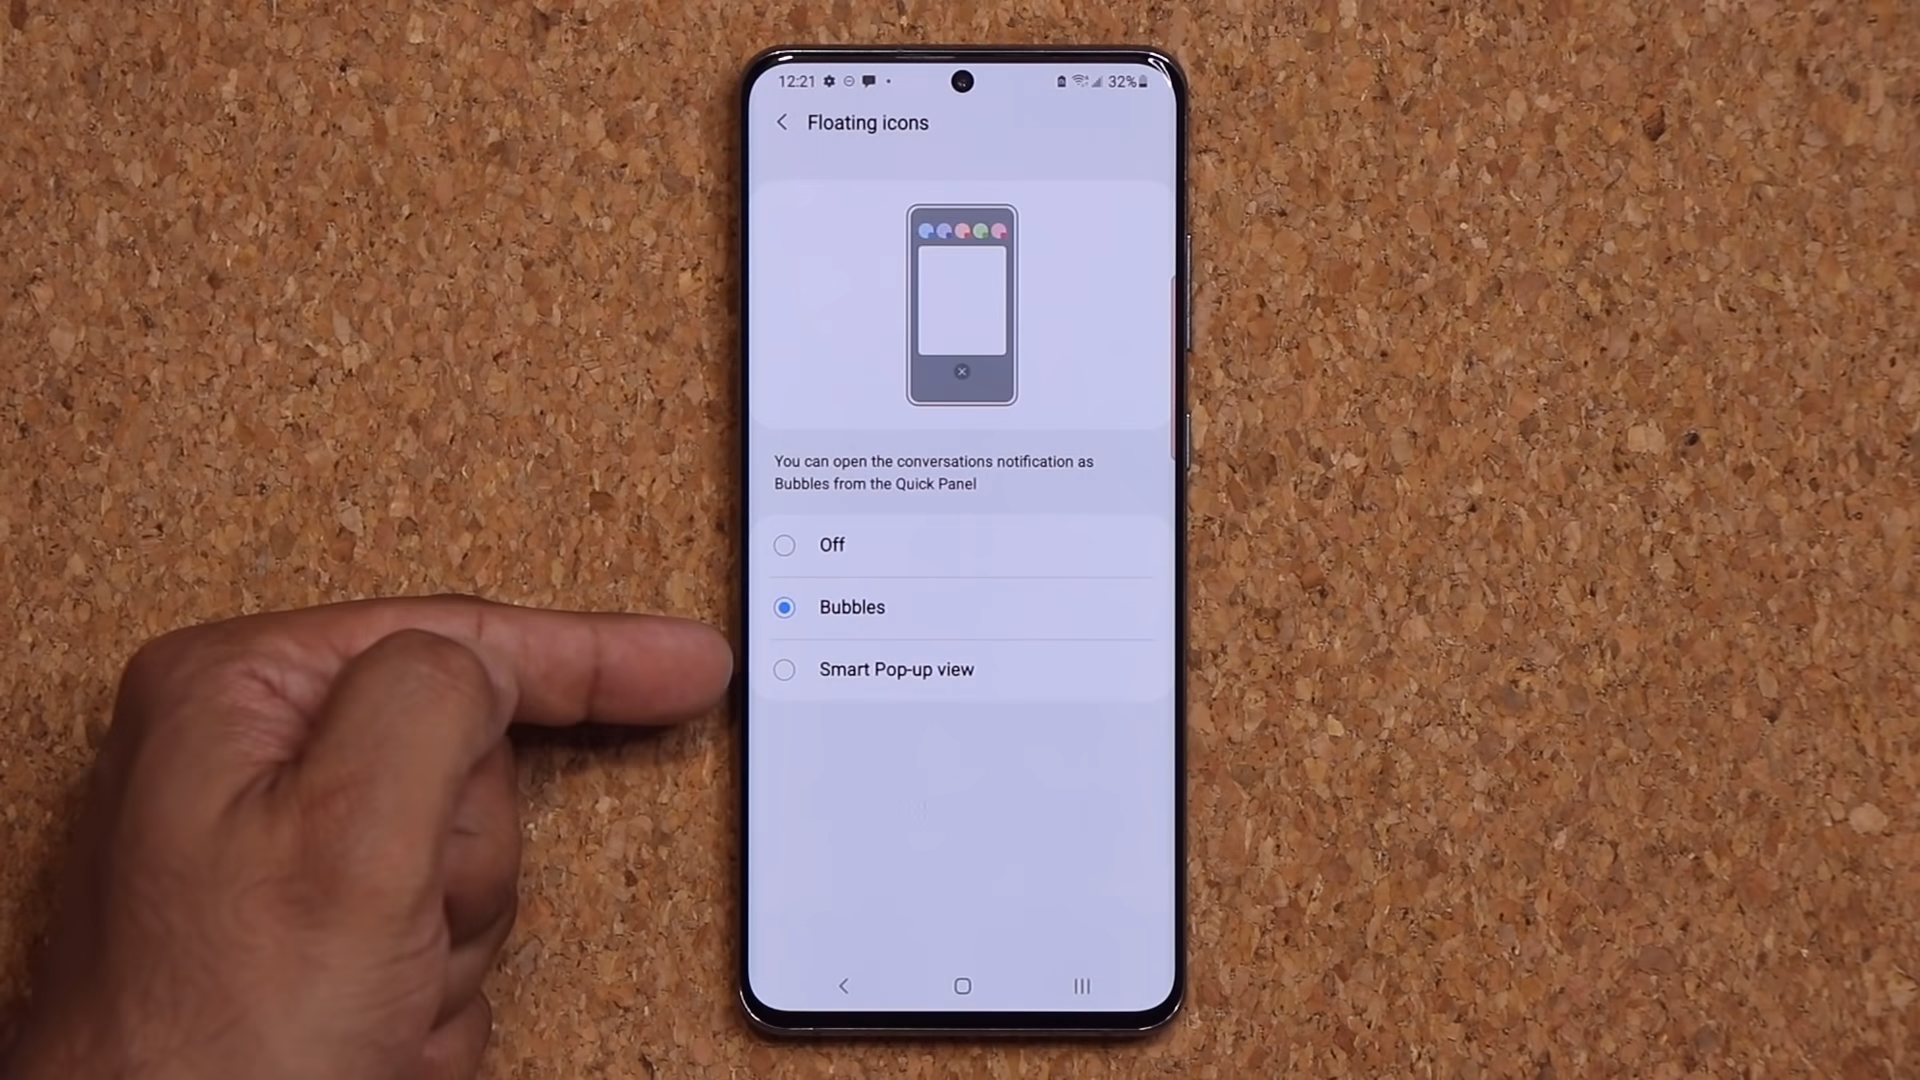 12:21
32%
Floating icons
You can open the conversations notification as
Bubbles from the Quick Panel
Off
Bubbles
Smart Pop-up view